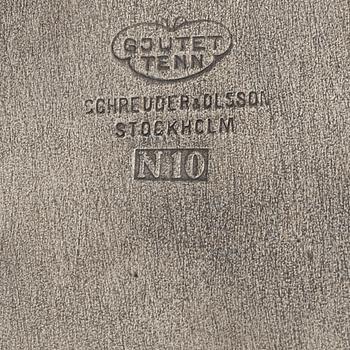 GJUTET
TENN
SCHREUDER & OLSSON
STOCKHOLM
N10